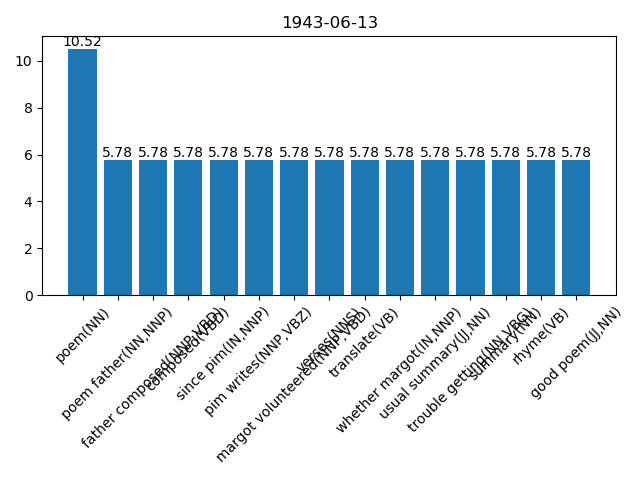 1943-06-13
10.52
5.78 5.78 5.78 5.78 5.78 5.78 5.78 5.78 5.78 5.78 5.78 5.78 5.78 5.78
10
8
6
4
2
0
poem(NN)
poem father(NN,NNP)
father composed(NNP,VBD)
composed(VBD)
since pim(IN,NNP)
pim writes(NNP,VBZ)
margot volunteered(NNP,VBD)
verses(NNS)
translate(VB)
whether margot(IN,NNP)
usual summary(JJ,NN)
trouble getting(NN,VBG)
summary(NN)
rhyme(VB)
good poem(JJ,NN)